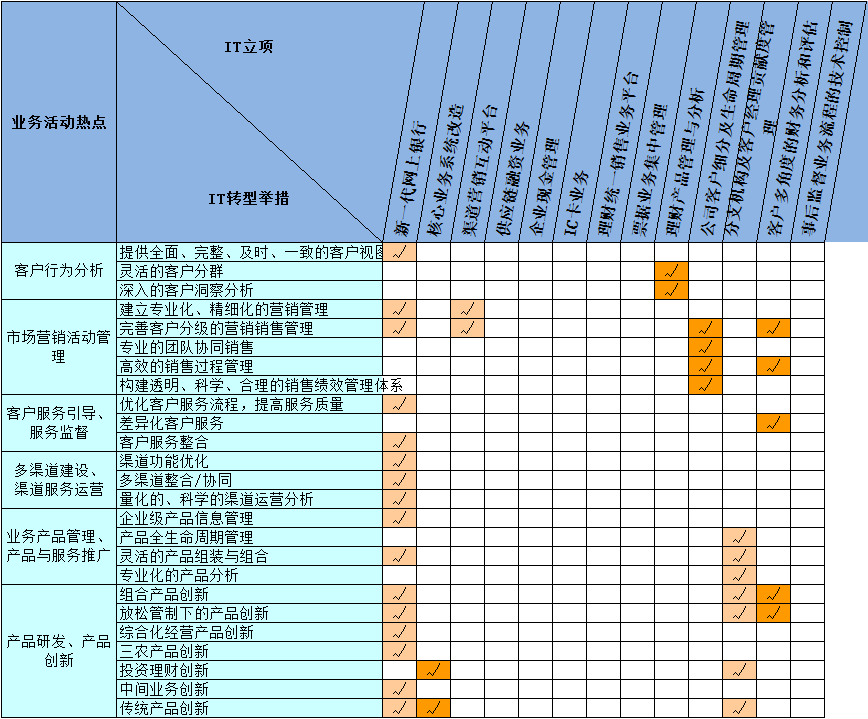 IT立项
业务活动热点
IT转型举措
新一代网上银行
核心业务系统改造
渠道营销互动平台
供应链融资业务
企业现金管理
IC卡业务
理财统一销售业务平台
票据业务集中管理
理财产品管理与分析
公司客户细分及生命周期管理
分支机构及客户经理贡献度管
理
客户多角度的财务分析和评估
事后监督业务流程的技术控制
客户行为分析
提供全面、完整、及时、一致的客户视图
√
灵活的客户分群
√
深入的客户洞察分析
√
市场营销活动管
理
建立专业化、精细化的营销管理
√ √
完善客户分级的营销销售管理
√ √ √ √
专业的团队协同销售
√
高效的销售过程管理
√ √
构建透明、科学、合理的销售绩效管理体系
√
客户服务引导、
服务监督
优化客户服务流程，提高服务质量
√
差异化客户服务
√
客户服务整合
√
多渠道建设、
渠道服务运营
渠道功能优化
√
多渠道整合/协同
√
量化的、科学的渠道运营分析
√
业务产品管理、
产品与服务推广
企业级产品信息管理
√
产品全生命周期管理
√
灵活的产品组装与组合
√ √
专业化的产品分析
√
产品研发、产品
创新
组合产品创新
√ √ √
放松管制下的产品创新
√ √ √
综合化经营产品创新
√
三农产品创新
√
投资理财创新
√ √
中间业务创新
√
传统产品创新
√ √ √